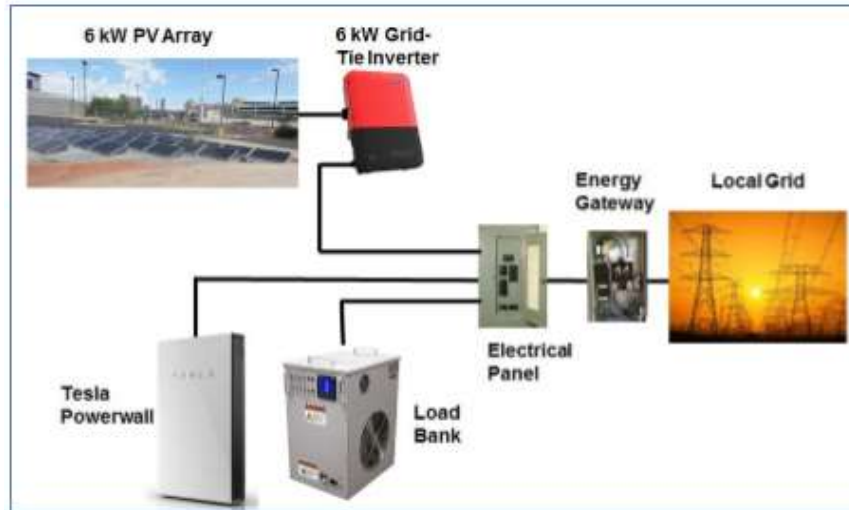 6 kW PV Array
6 kW Grid-
Tie Inverter
Energy
Gateway
Local Grid
Electrical
Panel
Tesla
Powerwall
Load
Bank
TESLA